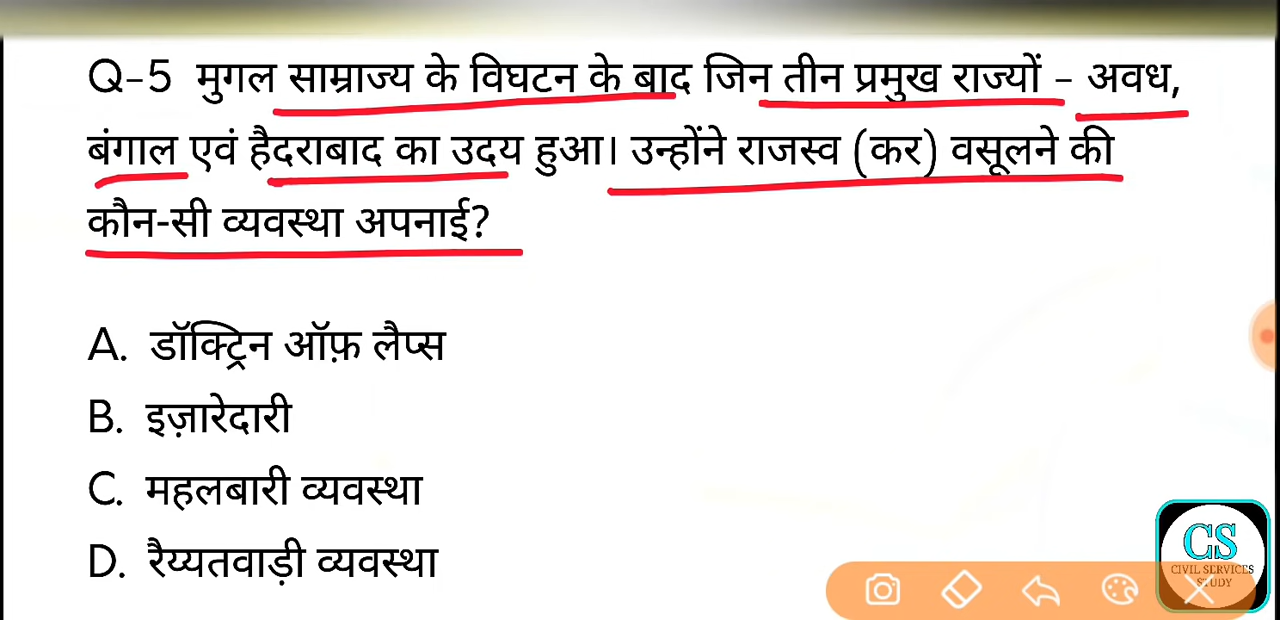 Q-5 मुगल साम्राज्य के विघटन के बाद जिन तीन प्रमुख राज्यों - अवध,
बंगाल एवं हैदराबाद का उदय हुआ। उन्होंने राजस्व (कर) वसूलने की
कौन-सी व्यवस्था अपनाई?
A. डॉक्ट्रिन ऑफ़ लैप्स
B. इज़ारेदारी
C. महलबारी व्यवस्था
D. रैय्यतवाड़ी व्यवस्था
CS
CIVIL SERVICES
STUDY